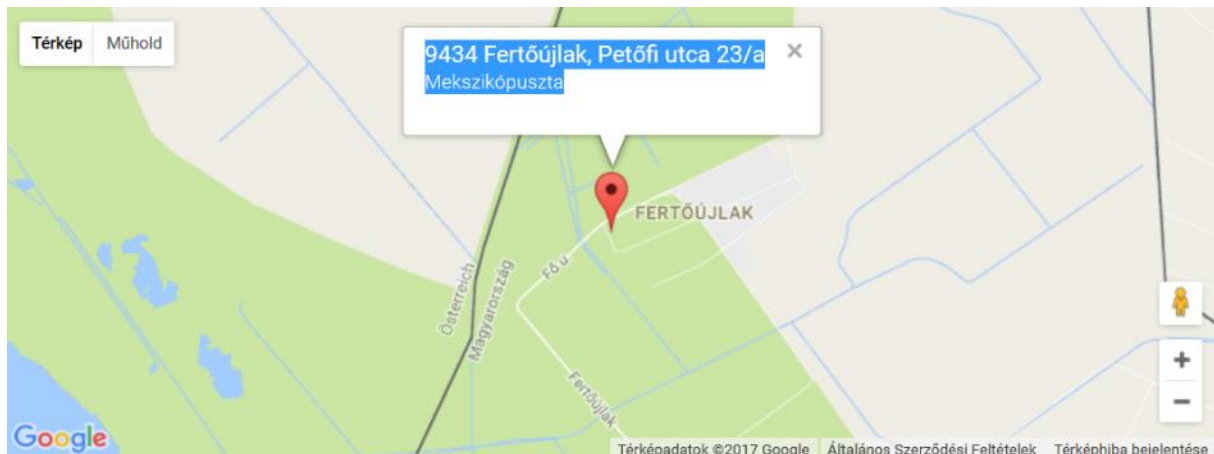 Térkép Műhold
9434 Fertőújlak, Petőfi utca 23/a
Mekszikópuszta
FERTŐÚJLAK
Fő u
Österreich
Magyarország
Fertőújlak
Google
Térképadatok ©2017 Google Általános Szerződési Feltételek Térképhiba bejelentése